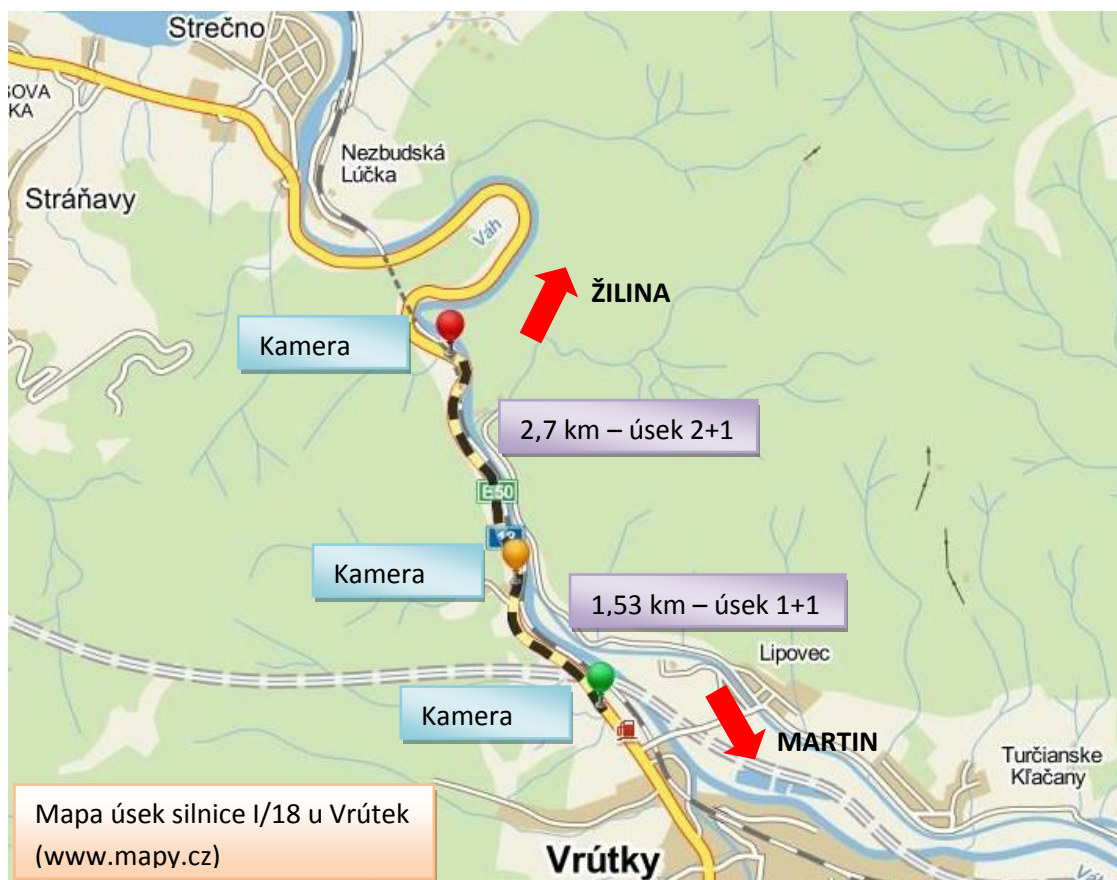 Strečno
Nezbudská
Lúčka
Stráňavy
Váh
ŽILINA
Kamera
2,7 km – úsek 2+1
E50
Kamera
1,53 km – úsek 1+1
Lipovec
Kamera
MARTIN
Turčianske
Kľačany
Mapa úsek silnice I/18 u Vrútek
(www.mapy.cz)
Vrútky
Váh